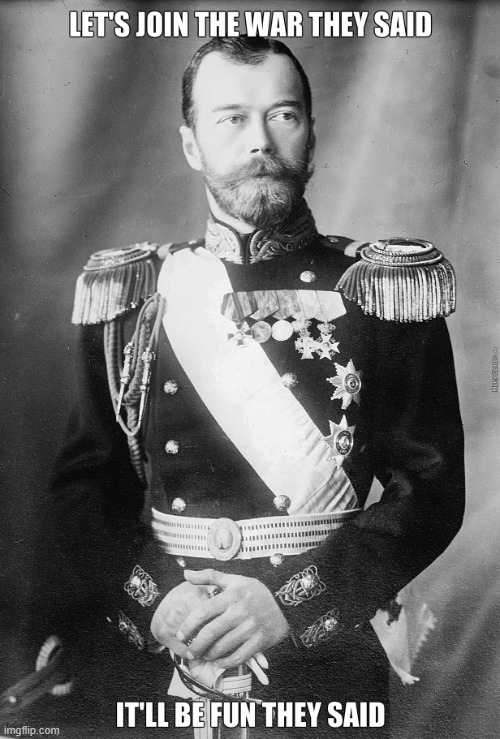 LET'S JOIN THE WAR THEY SAID
IT'LL BE FUN THEY SAID
imgflip.com